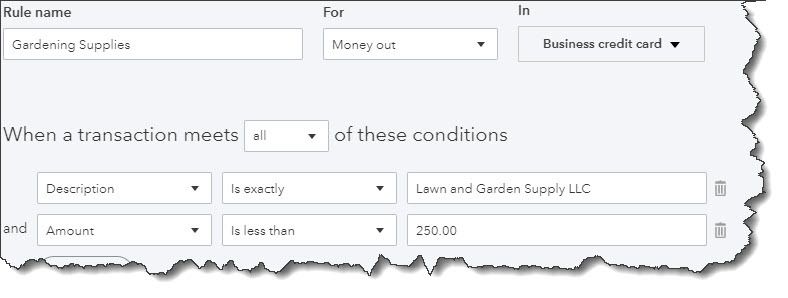 Rule name For In
Gardening Supplies Money out Business credit card
When a transaction meets all of these conditions
Description Is exactly Lawn and Garden Supply LLC
and Amount Is less than 250.00